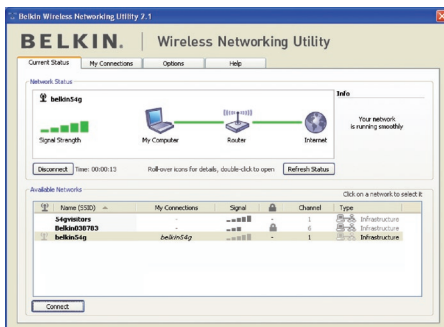 Belkin Wireless Networking Utility 2.1
BELKIN. Wireless Networking Utility
Current Status My Connections Options Help
Network Status
belkin54g
Signal Strength My Computer Router Internet
Info
Your network
is running smoothly
Disconnect Time: 00:00:13 Roll-over icons for details, double-click to open Refresh Status
Available Networks
Click on a network to select it
Name (SSID) My Connections Signal Channel Type
54gvisitors - 1 Infrastructure
Belkin038783 - 6 Infrastructure
belkin54g belkin54g - 1 Infrastructure
Connect